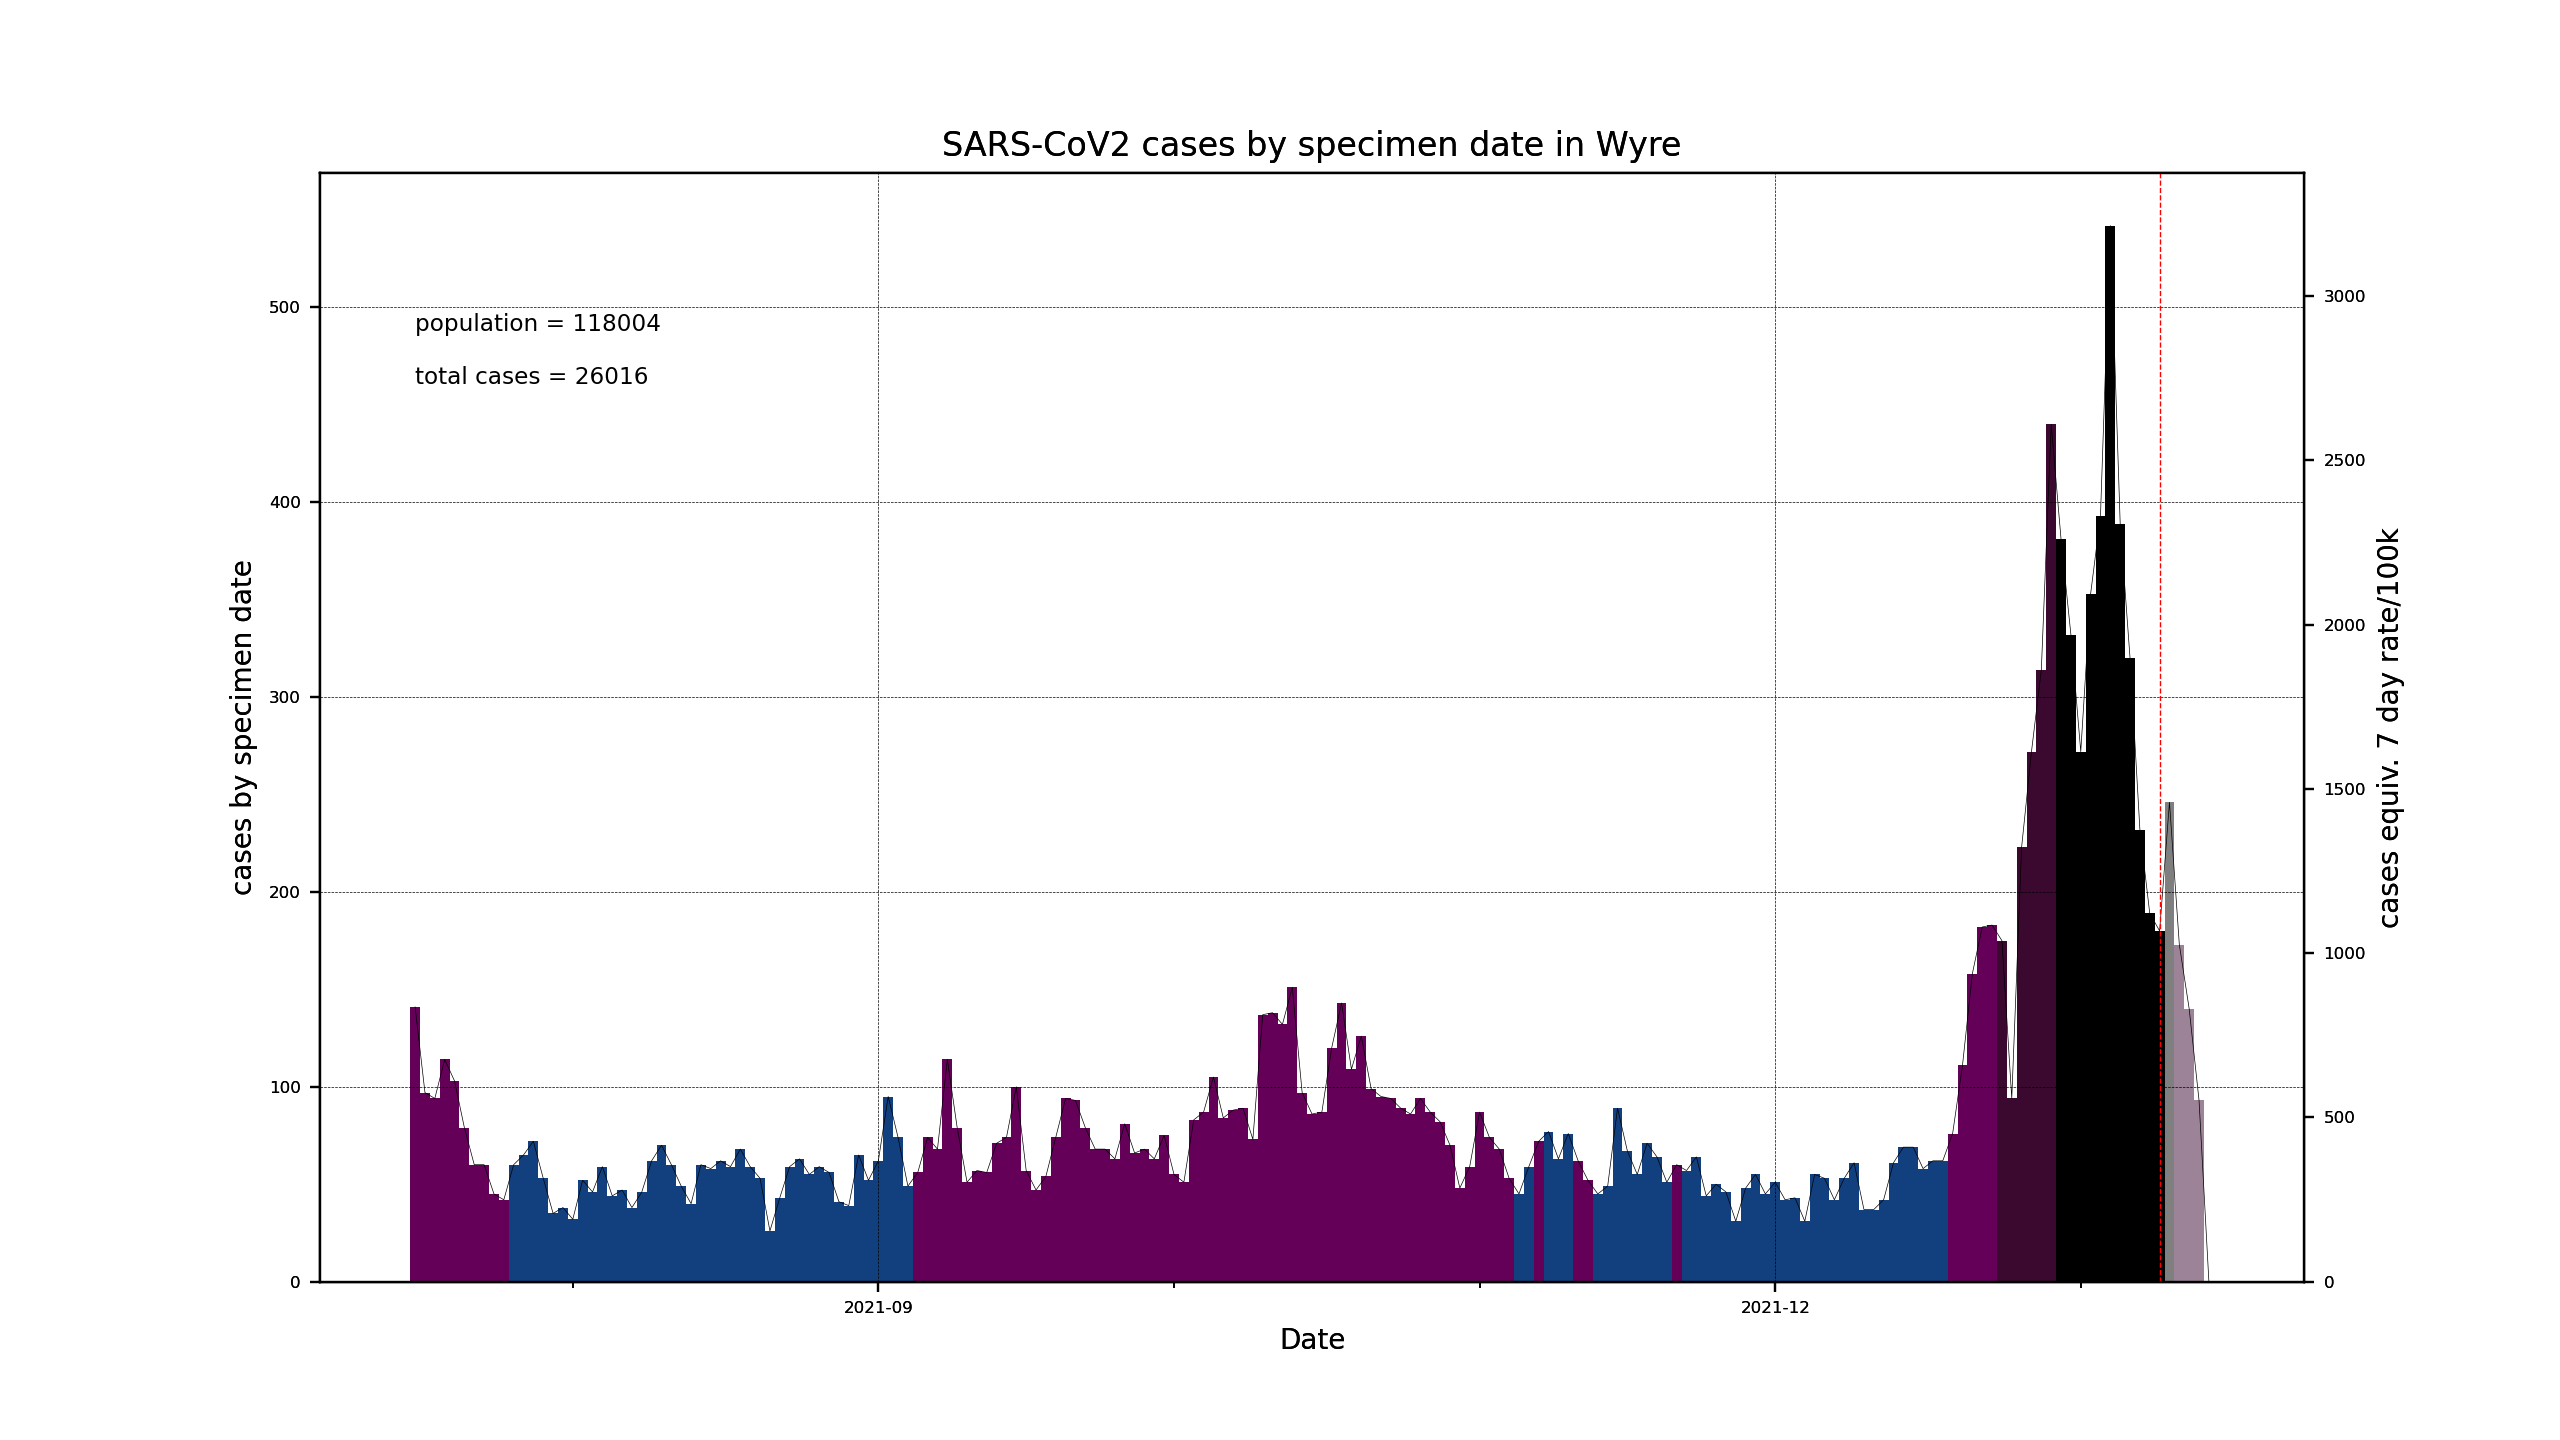 SARS-CoV2 cases by specimen date in Wyre
population = 118004
total cases = 26016
cases by specimen date
500
400
300
200
100
0
3000
2500
2000
1500
1000
500
0
cases equiv. 7 day rate/100k
2021-09
2021-12
Date